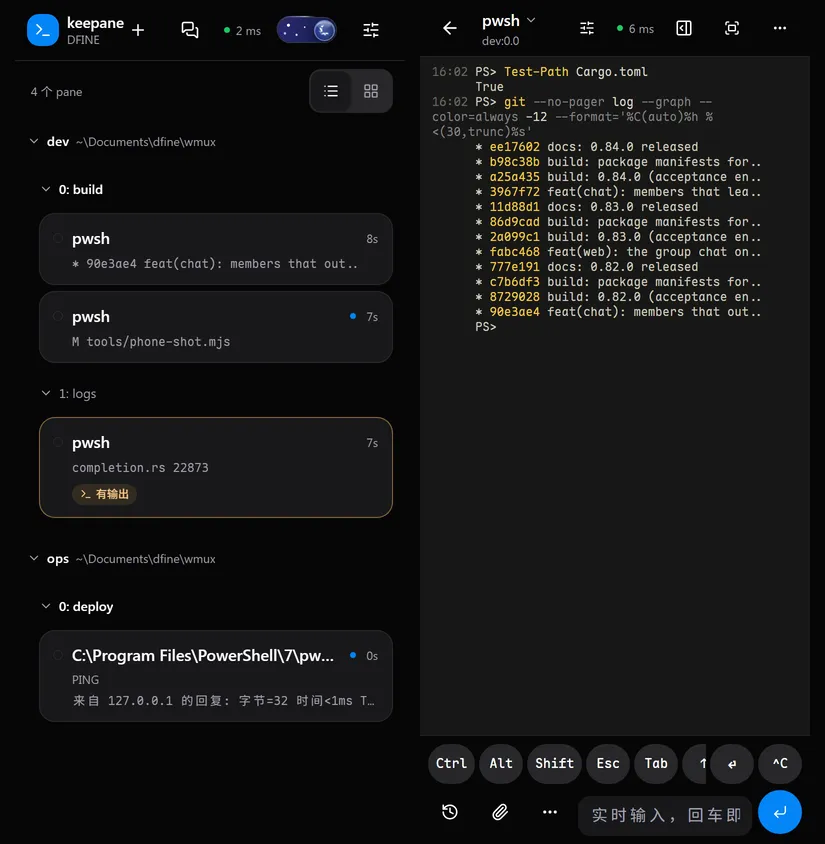 keepane
DFINE
2 ms
4 个 pane
dev ~\Documents\dfine\wmux
0: build
pwsh 8s
* 90e3ae4 feat(chat): members that out..
pwsh 7s
M tools/phone-shot.mjs
1: logs
pwsh 7s
completion.rs 22873
>_ 有输出
ops ~\Documents\dfine\wmux
0: deploy
C:\Program Files\PowerShell\7\pw... 0s
PING
来自 127.0.0.1 的回复: 字节=32 时间<1ms T...
pwsh
dev:0.0
6 ms
16:02 PS> Test-Path Cargo.toml
True
16:02 PS> git --no-pager log --graph --
color=always -12 --format='%C(auto)%h %
<(30,trunc)%s'
* ee17602 docs: 0.84.0 released
* b98c38b build: package manifests for..
* a25a435 build: 0.84.0 (acceptance en..
* 3967f72 feat(chat): members that lea..
* 11d88d1 docs: 0.83.0 released
* 86d9cad build: package manifests for..
* 2a099c1 build: 0.83.0 (acceptance en..
* fabc468 feat(web): the group chat on..
* 777e191 docs: 0.82.0 released
* c7b6df3 build: package manifests for..
* 8729028 build: 0.82.0 (acceptance en..
* 90e3ae4 feat(chat): members that out..
PS>
Ctrl Alt Shift Esc Tab ↑ ↵ ^C
实时输入，回车即